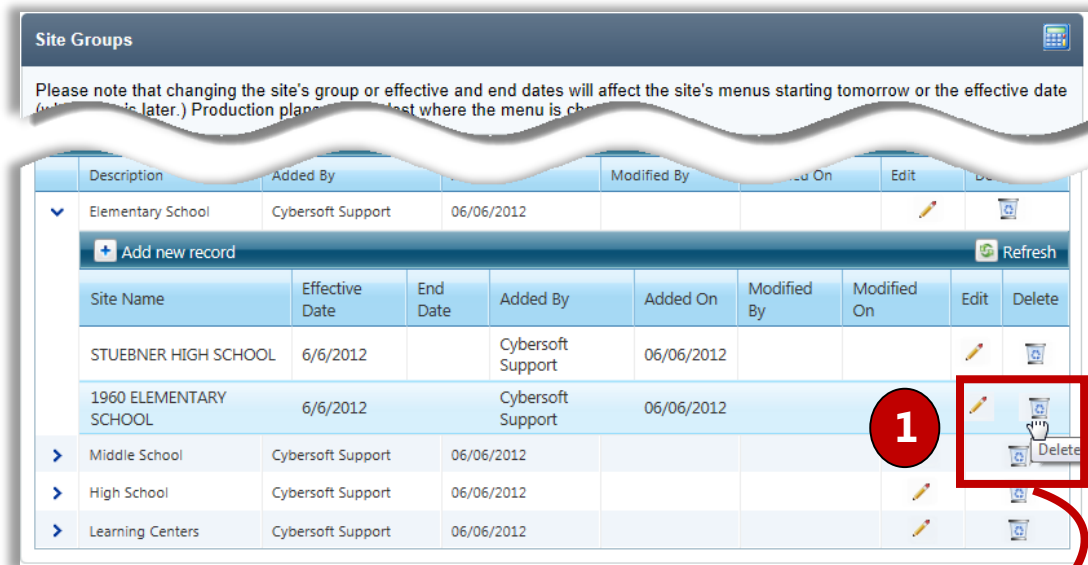 Site Groups
Please note that changing the site's group or effective and end dates will affect the site's menus starting tomorrow or the effective date
later.) Production where the menu is
Description Added By Modified By On Edit
Elementary School Cybersoft Support 06/06/2012
Add new record Refresh
Site Name Effective Date End Date Added By Added On Modified By Modified On Edit Delete
STUEBNER HIGH SCHOOL 6/6/2012 Cybersoft Support 06/06/2012
1960 ELEMENTARY SCHOOL 6/6/2012 Cybersoft Support 06/06/2012
1
Delete
Middle School Cybersoft Support 06/06/2012
High School Cybersoft Support 06/06/2012
Learning Centers Cybersoft Support 06/06/2012